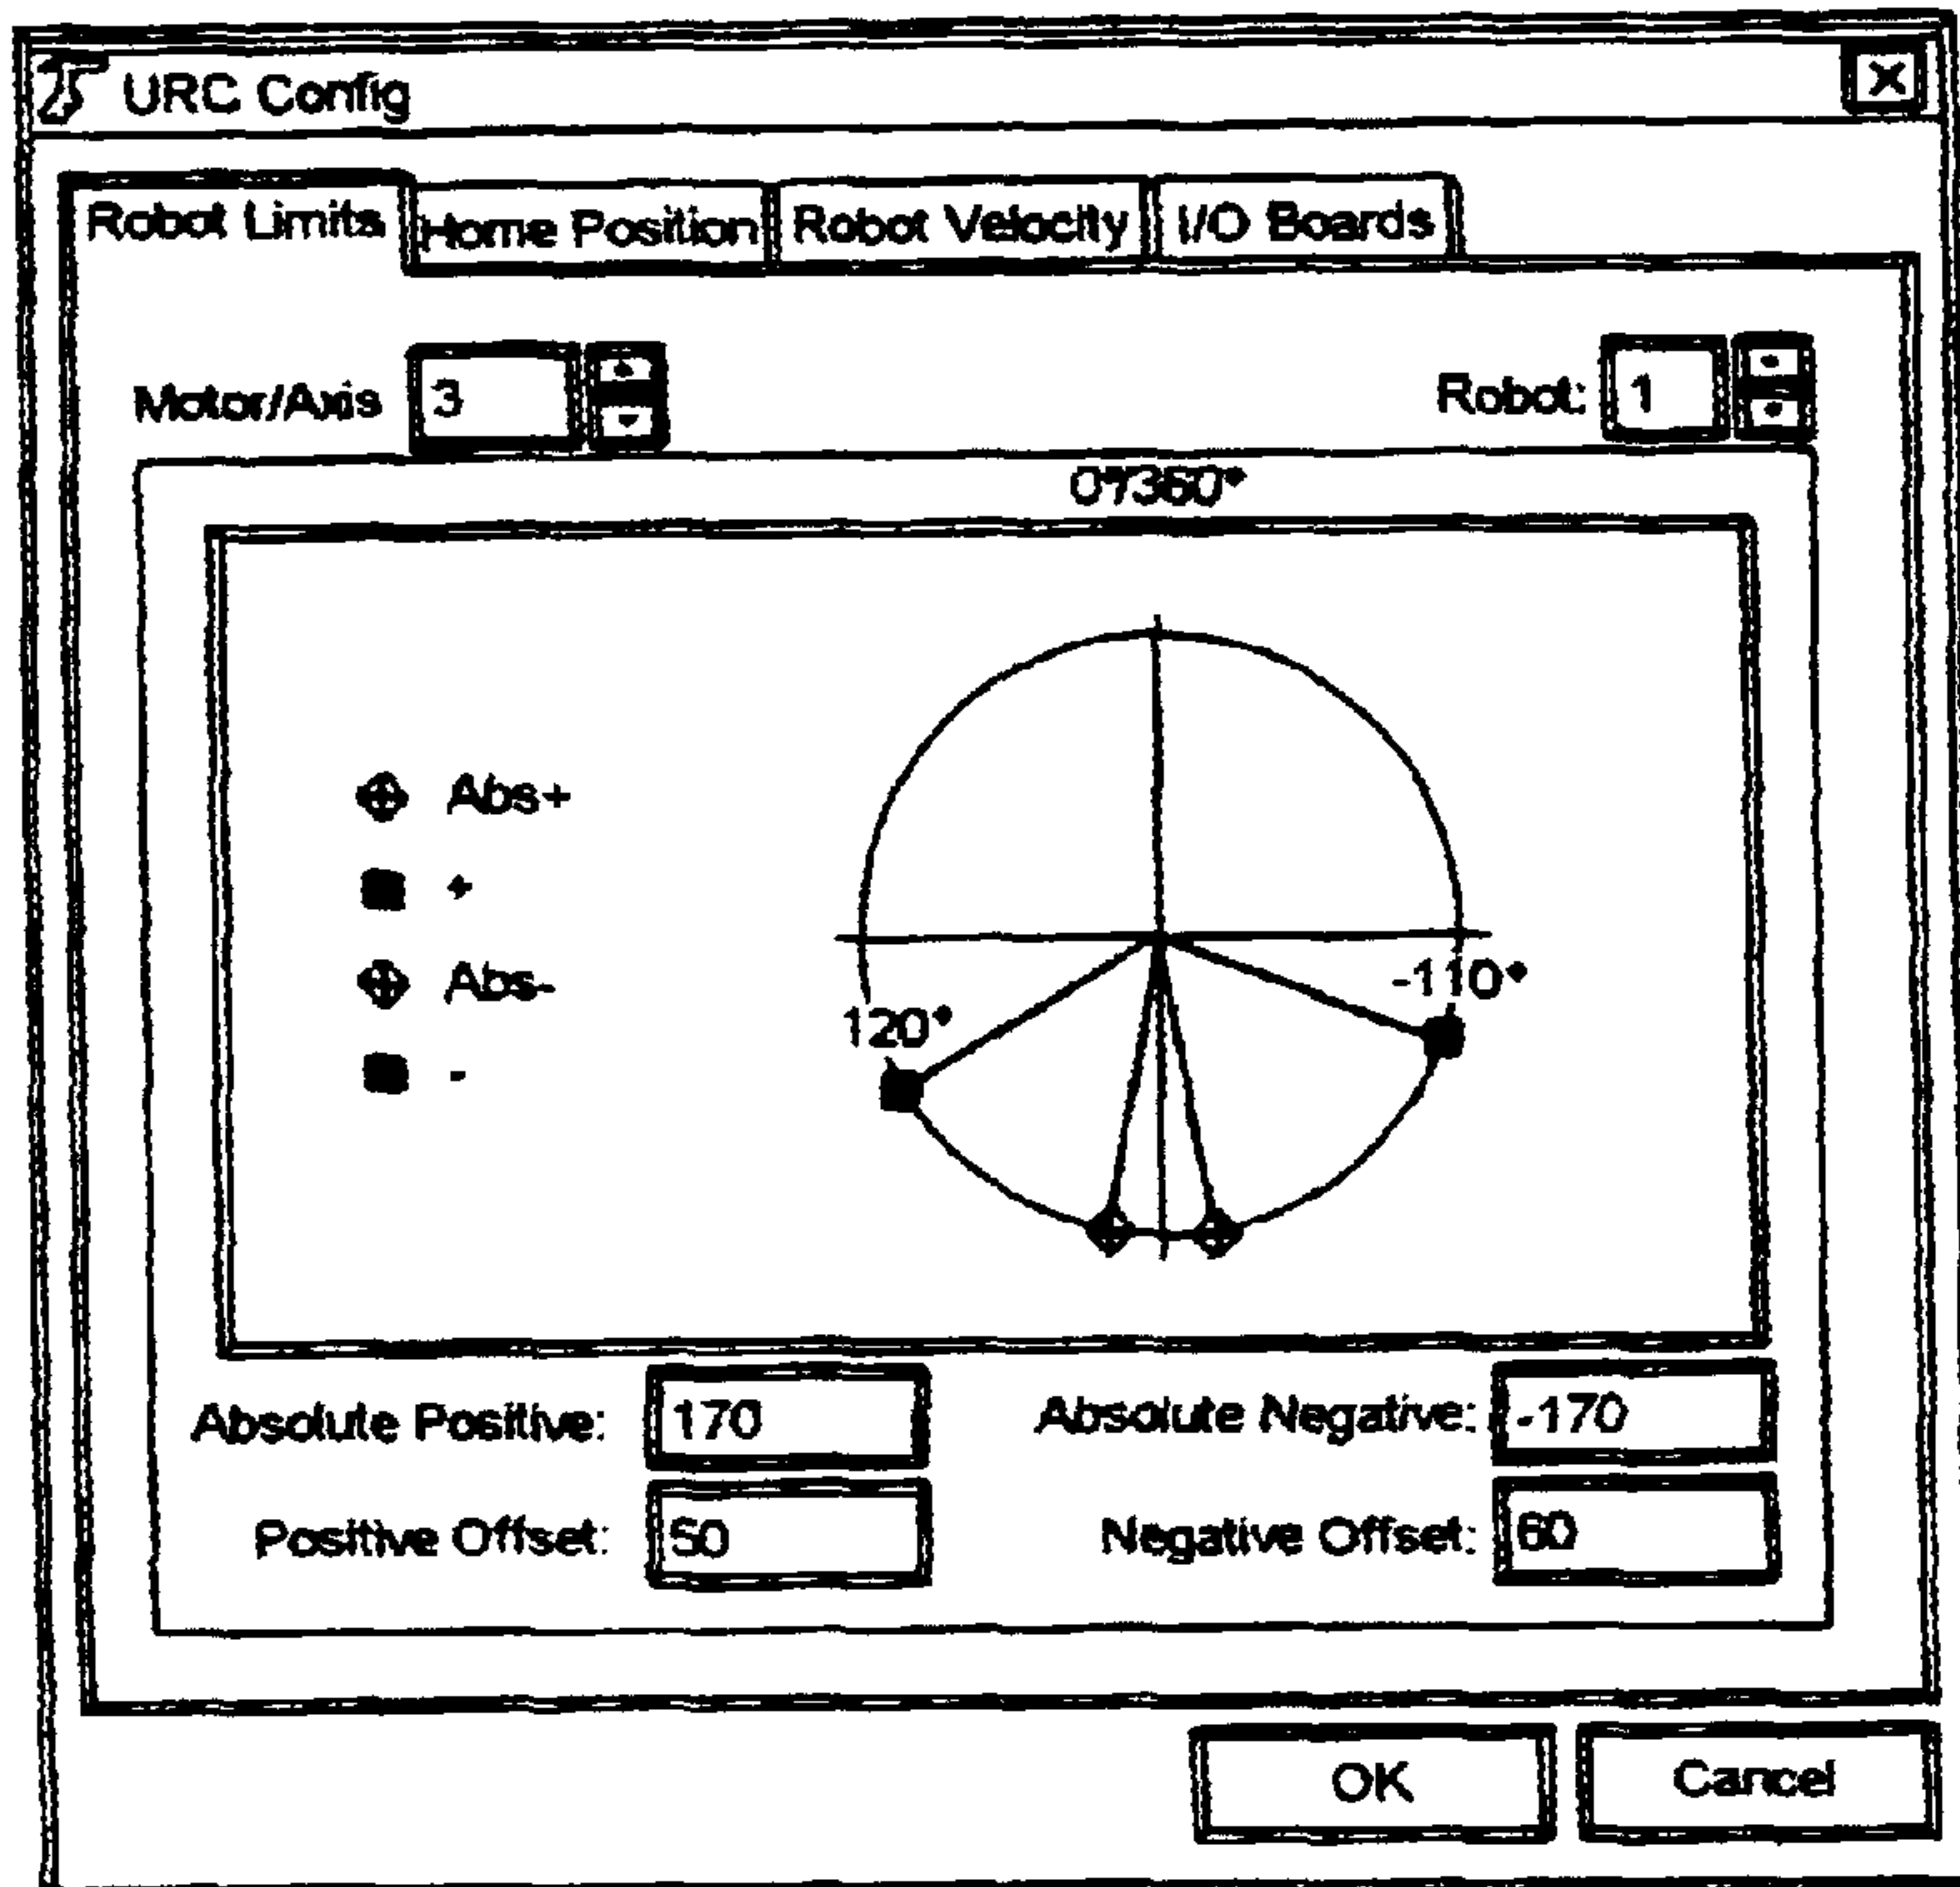 URC Config
Robot Limits Home Position Robot Velocity I/O Boards
Motor/Axis 3 Robot: 1
0°/360°
Abs+
+
Abs-
-
-110°
120°
Absolute Positive: 170 Absolute Negative: -170
Positive Offset: 50 Negative Offset: 60
OK Cancel